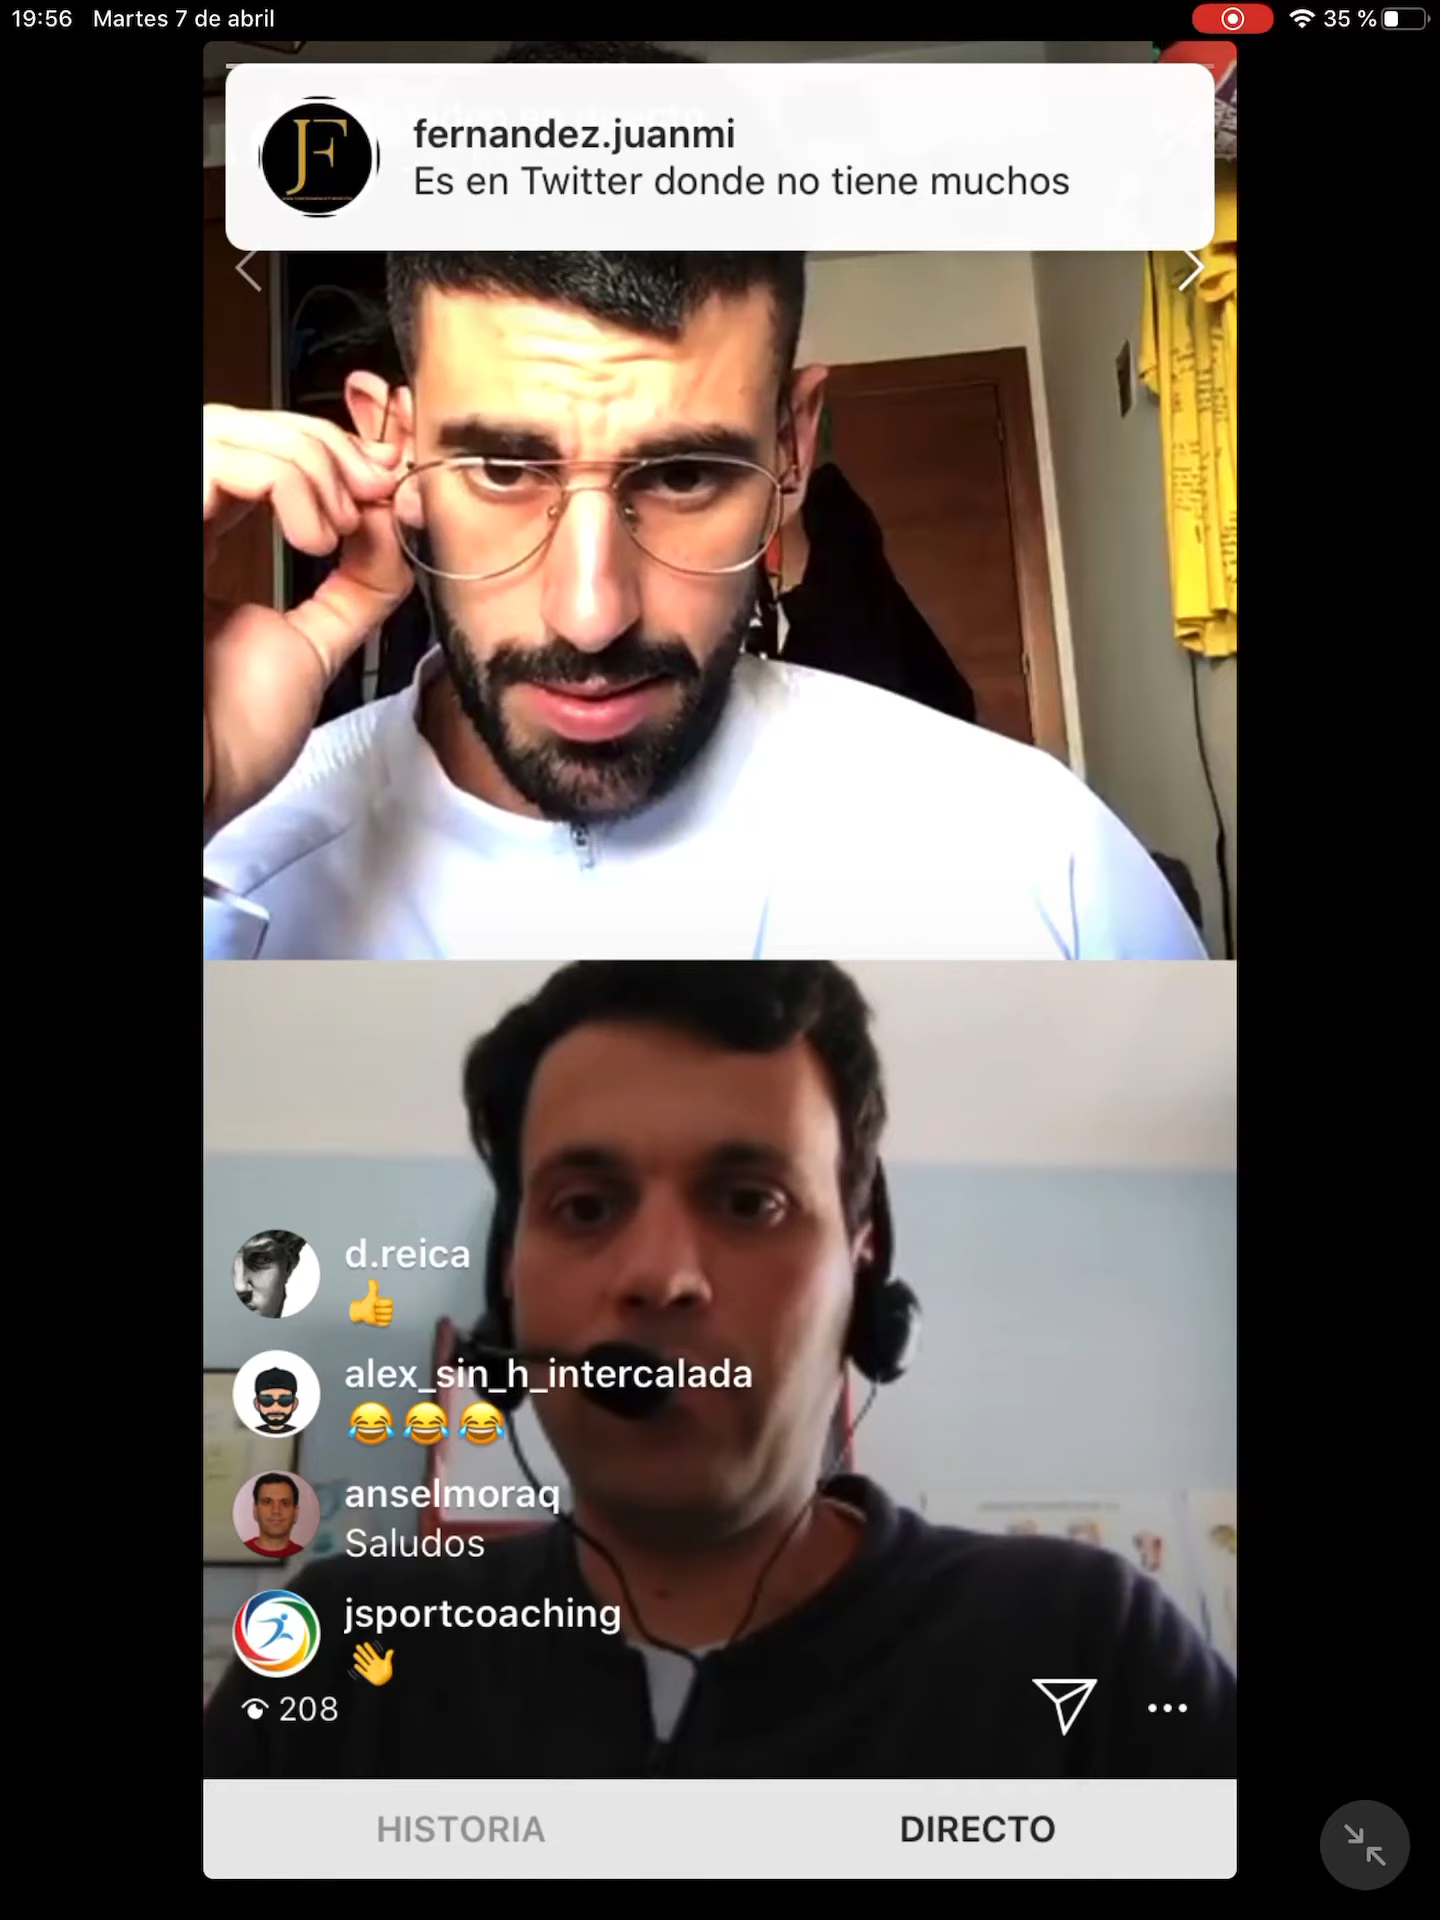 19:56 Martes 7 de abril
35 %
fernandez.juanmi
Es en Twitter donde no tiene muchos
d.reica
👍
alex_sin_h_intercalada
😂😂😂
anselmoraq
Saludos
jsportcoaching
👋
208
HISTORIA
DIRECTO